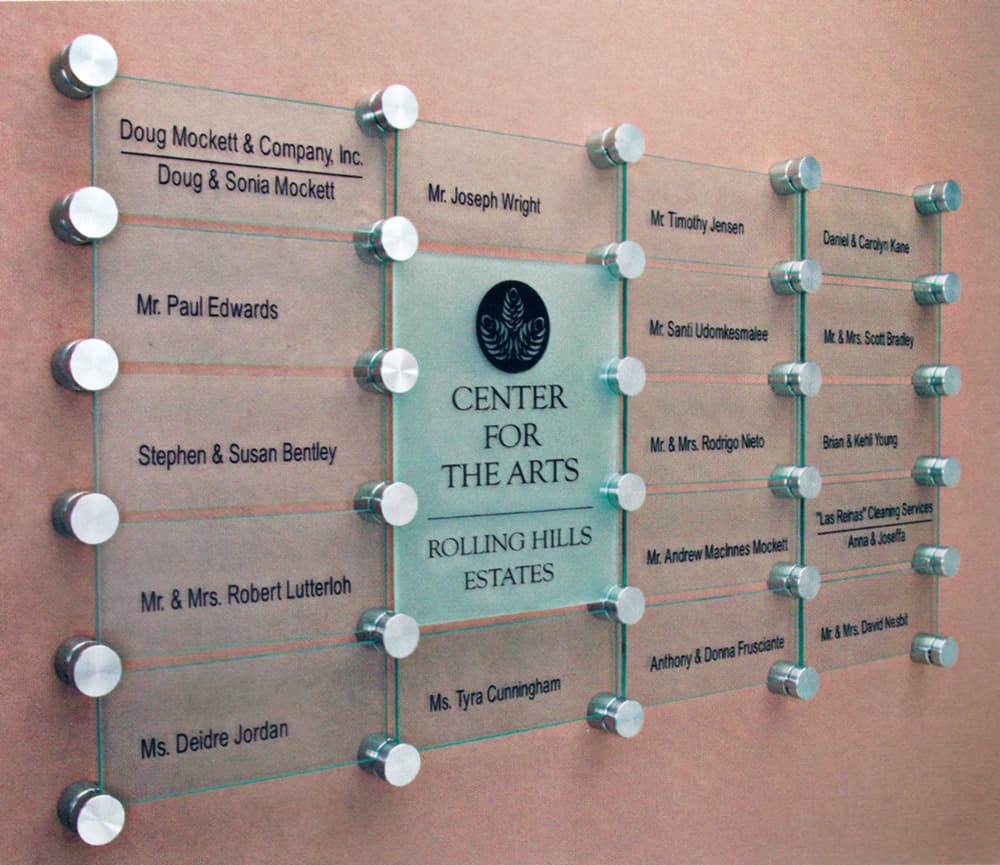 Doug Mockett & Company, Inc.
Doug & Sonia Mockett
Mr. Paul Edwards
Stephen & Susan Bentley
Mr. & Mrs. Robert Lutterloh
Ms. Deidre Jordan
Mr. Joseph Wright
CENTER
FOR
THE ARTS
ROLLING HILLS
ESTATES
Ms. Tyra Cunningham
Mr. Timothy Jensen
Mr. Santi Udomkesmalee
Mr. & Mrs. Rodrigo Nieto
Mr. Andrew MacInnes Mockett
Anthony & Donna Frusciante
Daniel & Carolyn Kane
Mr. & Mrs. Scott Bradley
Brian & Kehli Young
"Las Reinas" Cleaning Services
Anna & Joseffa
Mr. & Mrs. David Nesbit